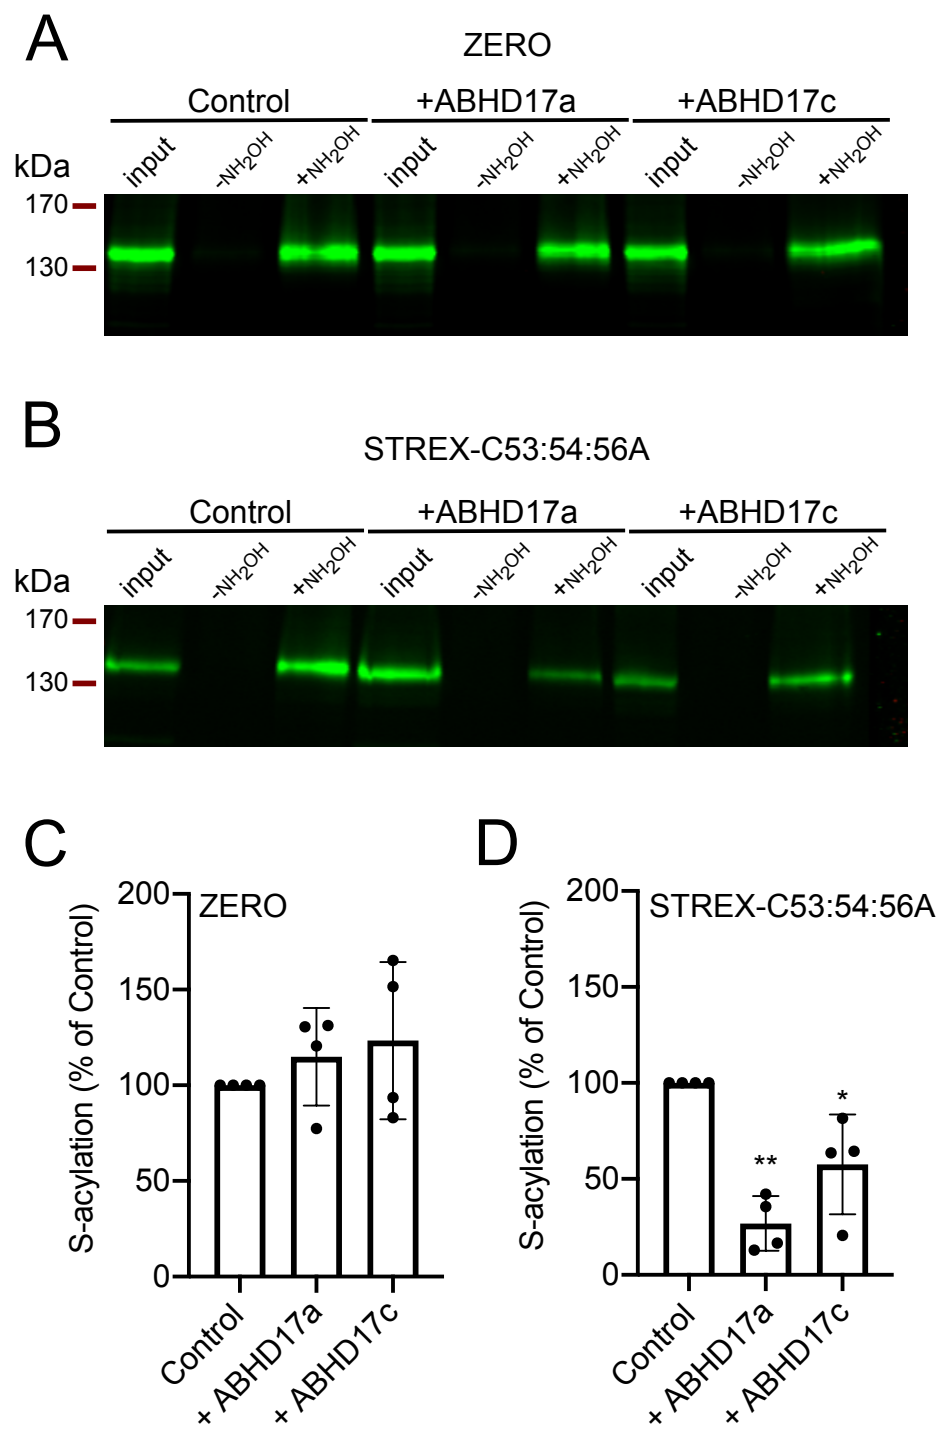 A
ZERO
Control +ABHD17a +ABHD17c
kDa input -NH2OH +NH2OH input -NH2OH +NH2OH input -NH2OH +NH2OH
170
130
B
STREX-C53:54:56A
Control +ABHD17a +ABHD17c
kDa input -NH2OH +NH2OH input -NH2OH +NH2OH input -NH2OH +NH2OH
170
130
C
ZERO
S-acylation (% of Control)
200
150
100
50
0
Control + ABHD17a + ABHD17c
D
STREX-C53:54:56A
S-acylation (% of Control)
200
150
100
50
0
** *
Control + ABHD17a + ABHD17c